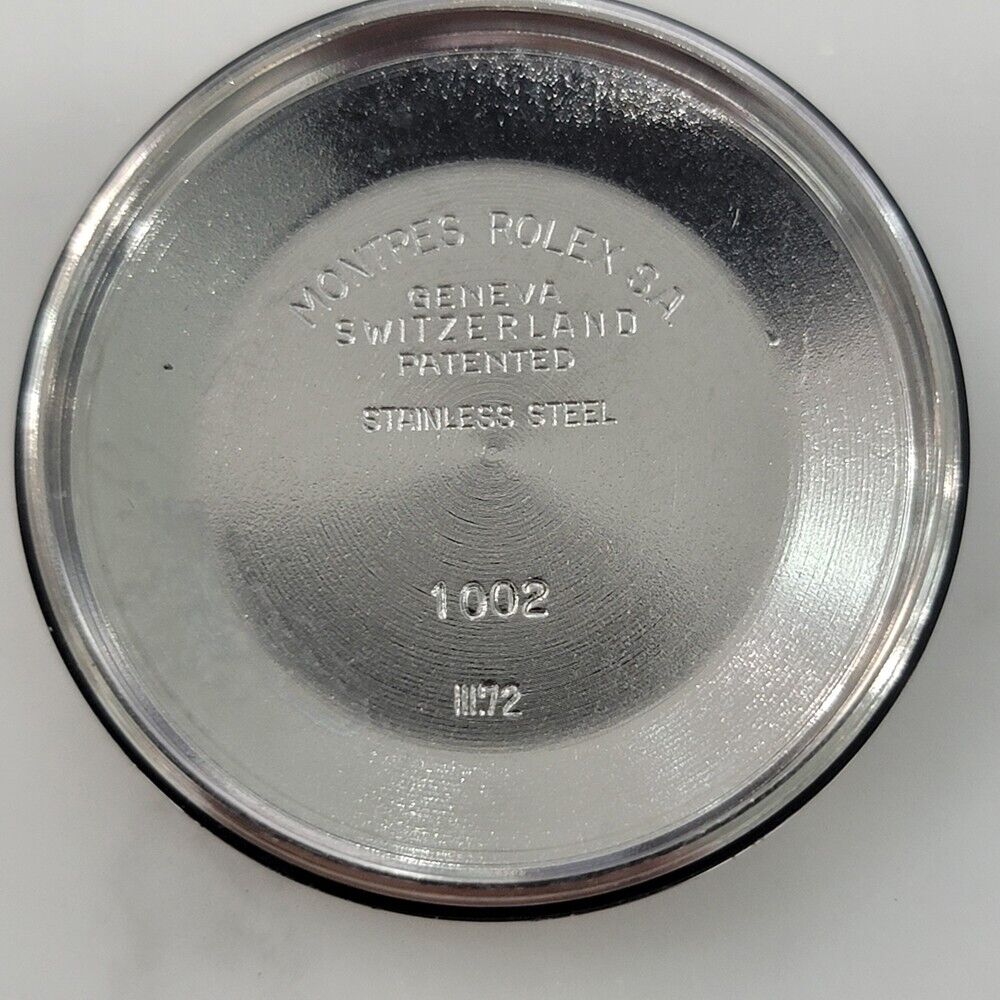 MONTRES ROLEX S.A.
GENEVA
SWITZERLAND
PATENTED
STAINLESS STEEL
1002
III.72